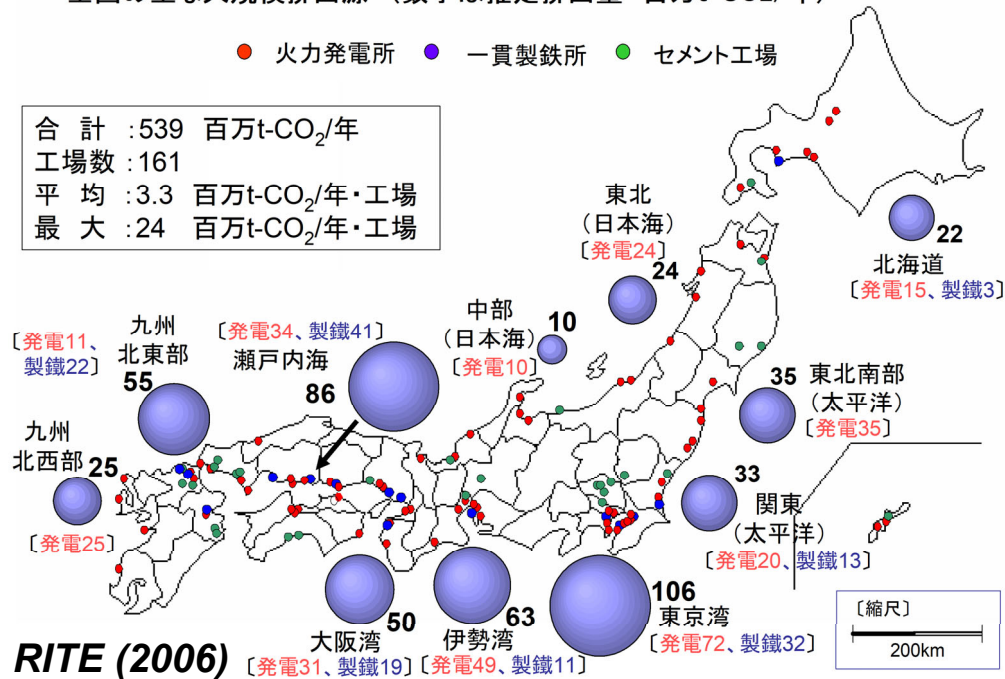 ● 火力発電所 ● 一貫製鉄所 ● セメント工場
合 計 :539 百万t-CO₂/年
工場数 :161
平 均 :3.3 百万t-CO₂/年・工場
最 大 :24 百万t-CO₂/年・工場
22
北海道
〔発電15、製鐵3〕
東北
(日本海)
〔発電24〕
24
中部
(日本海)
〔発電10〕
10
〔発電34、製鐵41〕
瀬戸内海
86
〔発電11、
製鐵22〕
九州
北東部
55
九州
北西部
25
〔発電25〕
35
東北南部
(太平洋)
〔発電35〕
33
関東
(太平洋)
〔発電20、製鐵13〕
106
東京湾
〔発電72、製鐵32〕
63
伊勢湾
〔発電49、製鐵11〕
50
大阪湾
〔発電31、製鐵19〕
〔縮尺〕
200km
RITE (2006)